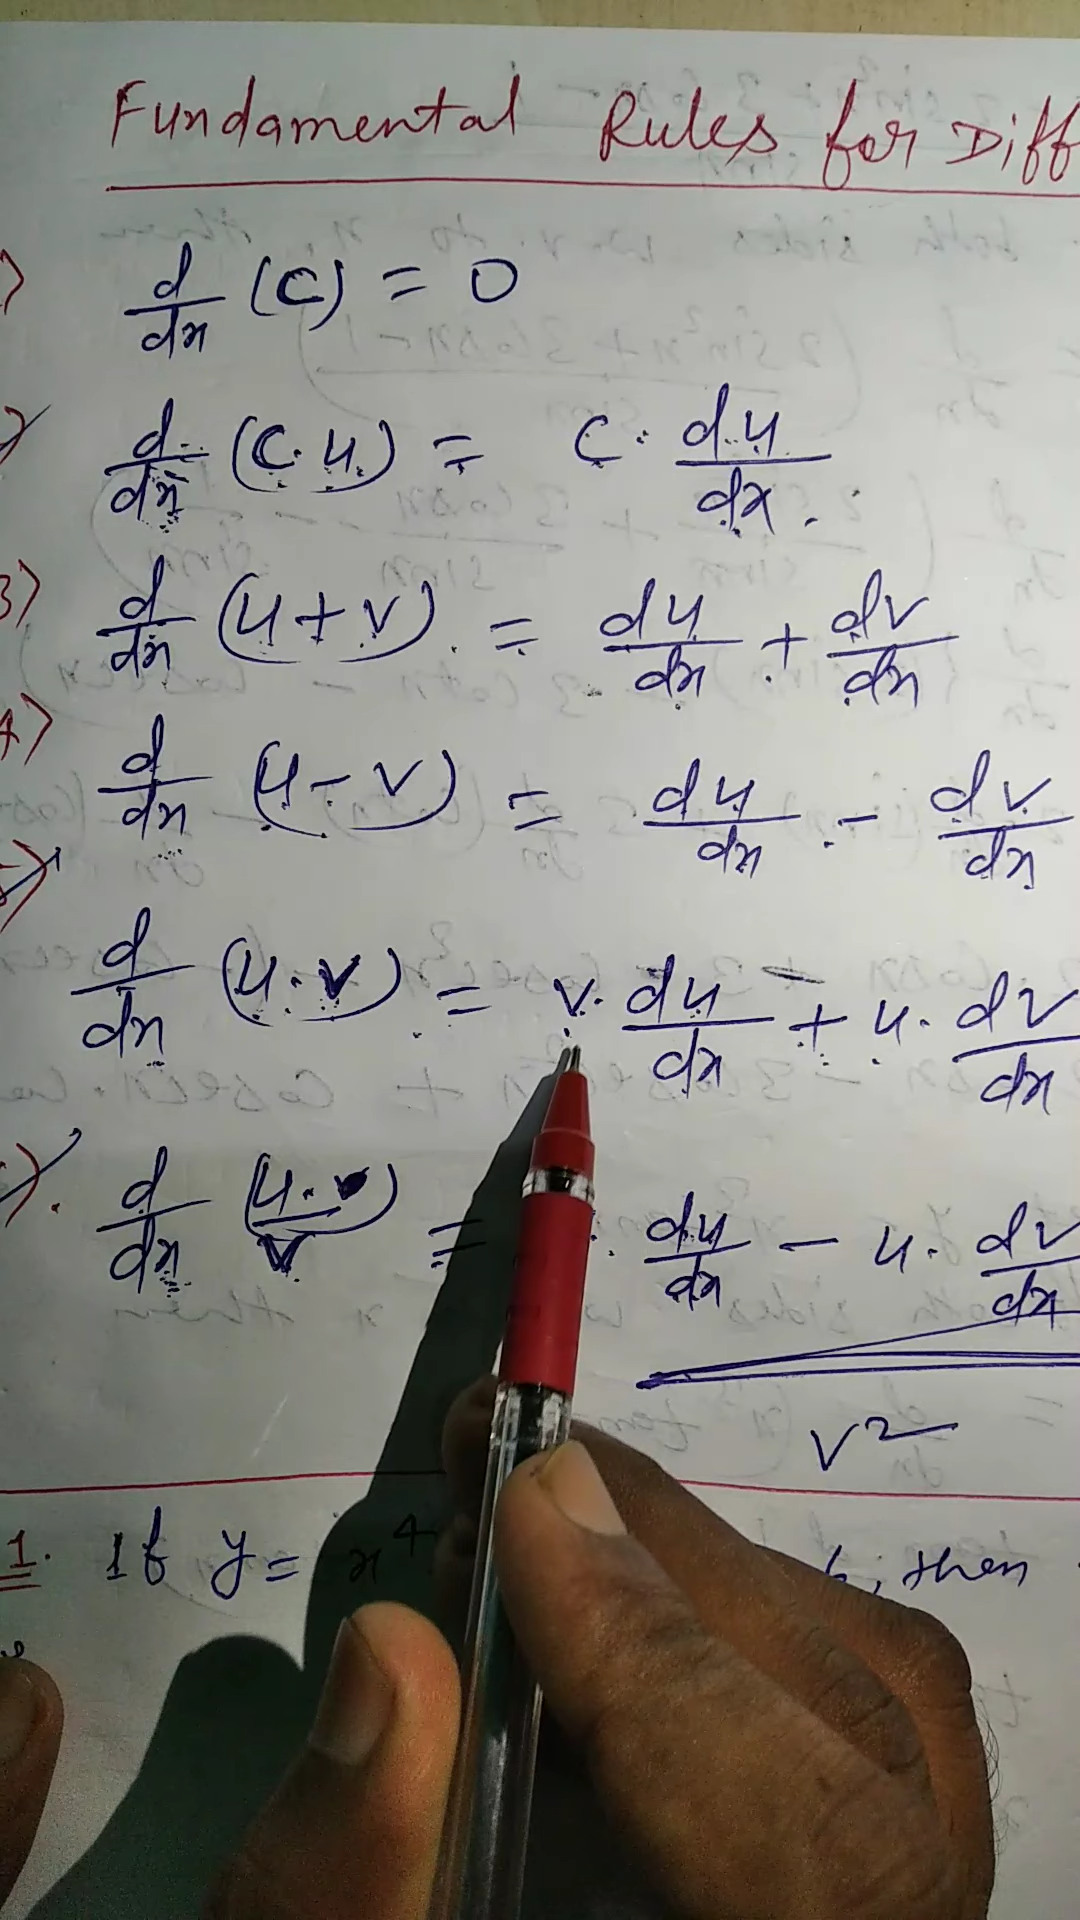 Fundamental Rules for Diff
) d/dx (c) = 0
) d/dx (c.u) = c. du/dx.
3) d/dx (u+v) = du/dx + dv/dx
4) d/dx (u-v) = du/dx - dv/dx
) d/dx (u.v) = v. du/dx + u. dv/dx
). d/dx (u/v) = . du/dx - u. dv/dx
v²
1. If y = x⁴ 6, then